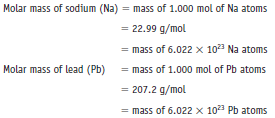 Molar mass of sodium (Na) = mass of 1.000 mol of Na atoms
= 22.99 g/mol
= mass of 6.022 × 10²³ Na atoms
Molar mass of lead (Pb) = mass of 1.000 mol of Pb atoms
= 207.2 g/mol
= mass of 6.022 × 10²³ Pb atoms